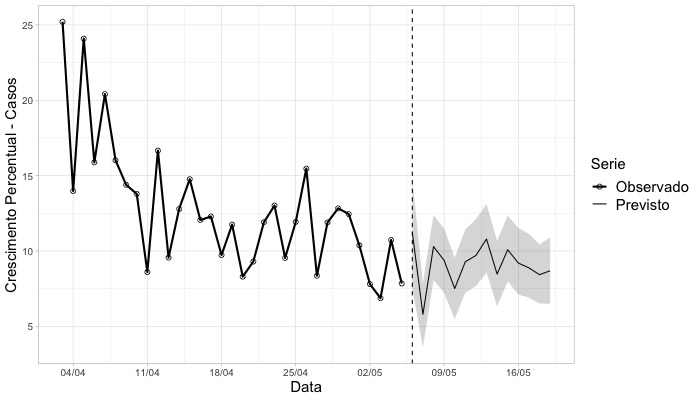 Crescimento Percentual - Casos
25
20
15
10
5
04/04
11/04
18/04
25/04
02/05
09/05
16/05
Data
Serie
Observado
Previsto